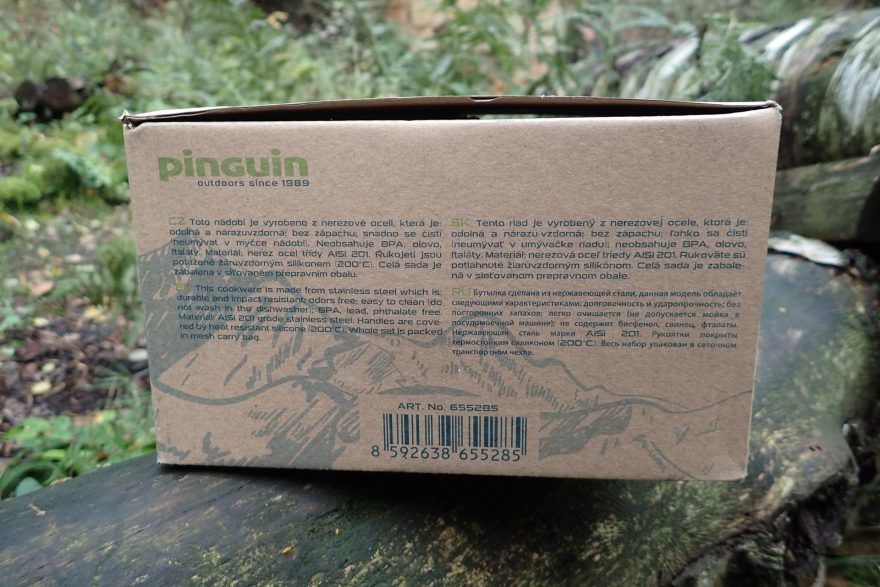 pinguin
outdoors since 1989
CZ Toto nádobí je vyrobeno z nerezové oceli, která je:
odolná a nárazuvzdorná; bez zápachu; snadno se čistí
(neumývat v myčce nádobí). Neobsahuje BPA, olovo,
ftaláty. Materiál: nerez ocel třídy AISI 201. Rukojeti jsou
potažené žáruvzdorným silikonem (200°C). Celá sada je
zabalena v síťovaném přepravním obalu.
This cookware is made from stainless steel which is:
durable and impact resistant; odors free; easy to clean (do
not wash in the dishwasher); BPA, lead, phthalate free.
Material: AISI 201 grade stainless steel. Handles are cove-
red by heat resistant silicone (200°C). Whole set is packed
in mesh carry bag.
SK Tento riad je vyrobený z nerezovej ocele, ktorá je:
odolná a nárazu-vzdorná; bez zápachu; ľahko sa čistí
(neumývať v umývačke riadu); neobsahuje BPA, olovo,
ftaláty. Materiál: nerezová oceľ triedy AISI 201. Rukoväte sú
potiahnuté žiaruvzdorným silikónom. Celá sada je zabale-
ná v sieťovanom prepravnom obale.
RU Бутылка сделана из нержавеющей стали, данная модель обладает
следующими характеристиками: долговечность и ударопрочность; без
посторонних запахов; легко очищается (не допускается мойка в
посудомоечной машине); не содержит бисфенол, свинец, фталаты.
Нержавеющая сталь марки AISI 201. Рукоятки покрыты
термостойким силиконом (200°C). Весь набор упакован в сеточном
транспортном чехле.
ART. No. 655285
8 592638 655285